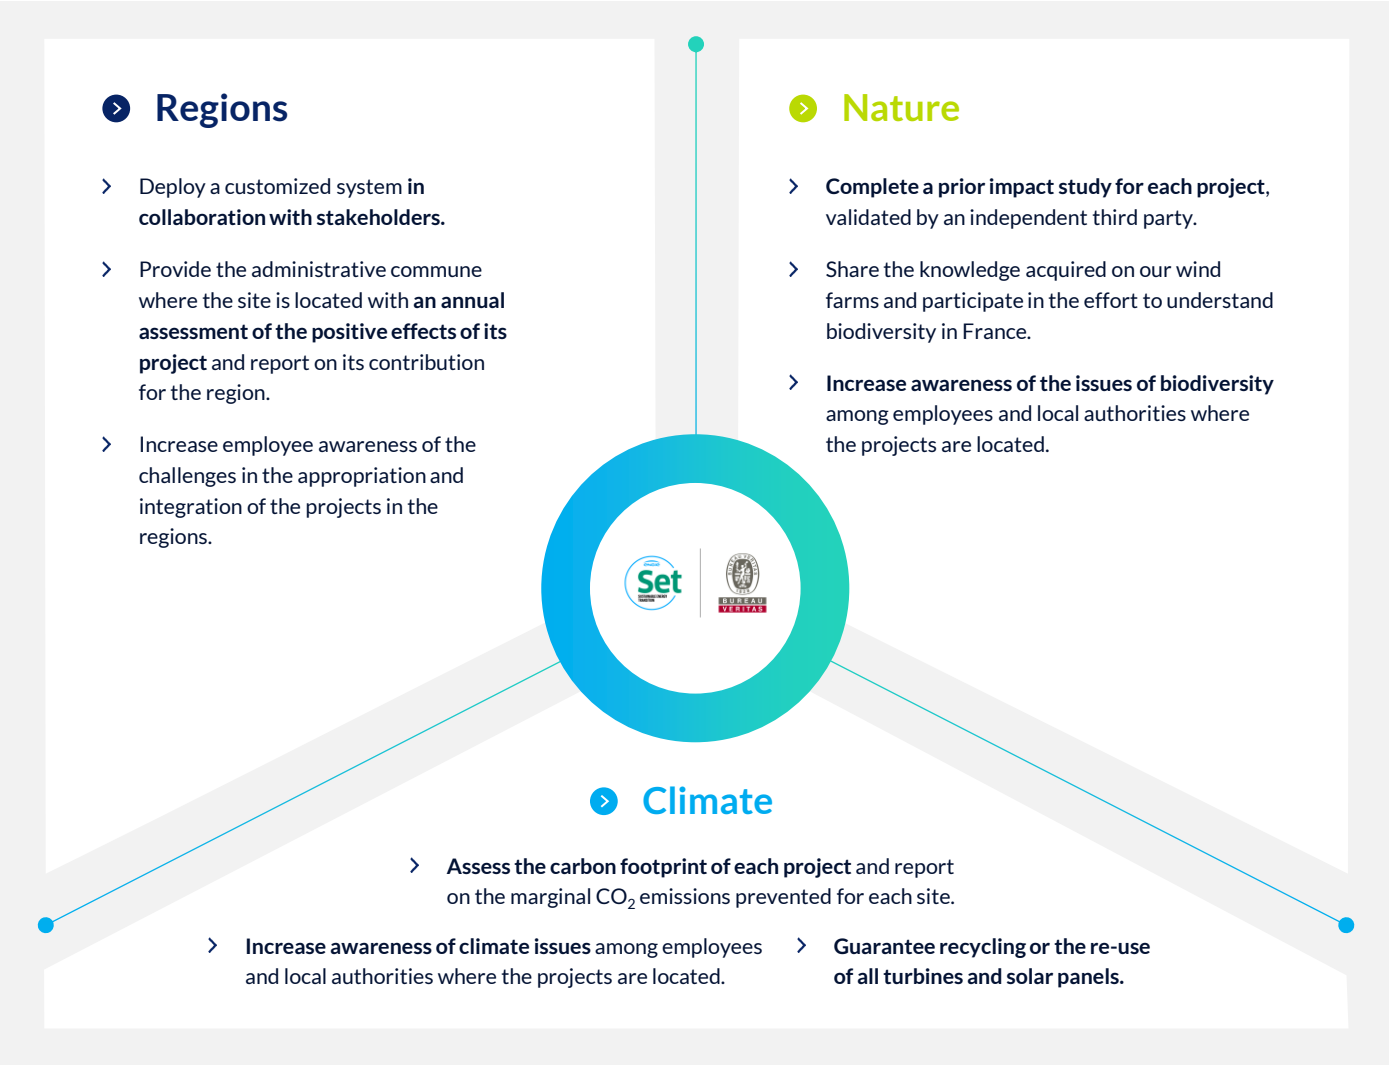 Regions
Deploy a customized system in
collaboration with stakeholders.
Provide the administrative commune
where the site is located with an annual
assessment of the positive effects of its
project and report on its contribution
for the region.
Increase employee awareness of the
challenges in the appropriation and
integration of the projects in the
regions.
Nature
Complete a prior impact study for each project,
validated by an independent third party.
Share the knowledge acquired on our wind
farms and participate in the effort to understand
biodiversity in France.
Increase awareness of the issues of biodiversity
among employees and local authorities where
the projects are located.
Set
SUSTAINABLE ENERGY
TRANSITION
BUREAU VERITAS
1828
BUREAU
VERITAS
Climate
Assess the carbon footprint of each project and report
on the marginal CO₂ emissions prevented for each site.
Increase awareness of climate issues among employees
and local authorities where the projects are located.
Guarantee recycling or the re-use
of all turbines and solar panels.